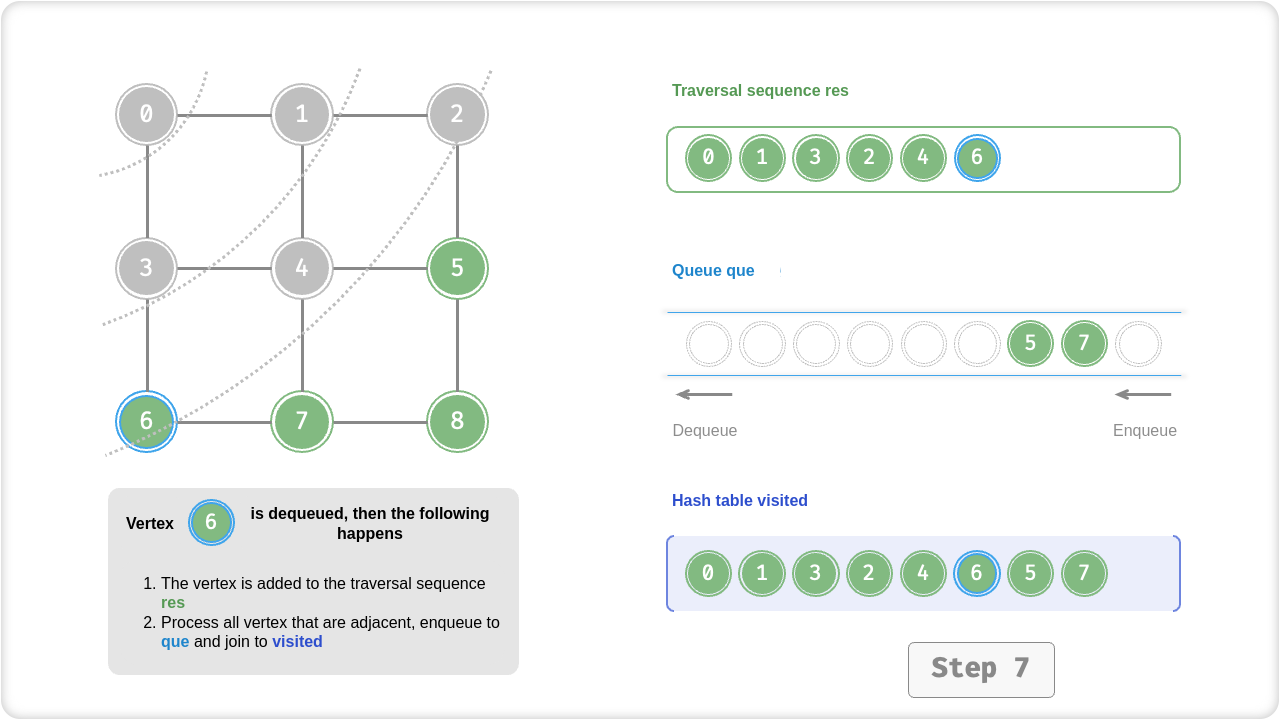 0 1 2
3 4 5
6 7 8
Vertex 6 is dequeued, then the following
happens
1. The vertex is added to the traversal sequence
res
2. Process all vertex that are adjacent, enqueue to
que and join to visited
Traversal sequence res
0 1 3 2 4 6
Queue que
5 7
Dequeue Enqueue
Hash table visited
0 1 3 2 4 6 5 7
Step 7